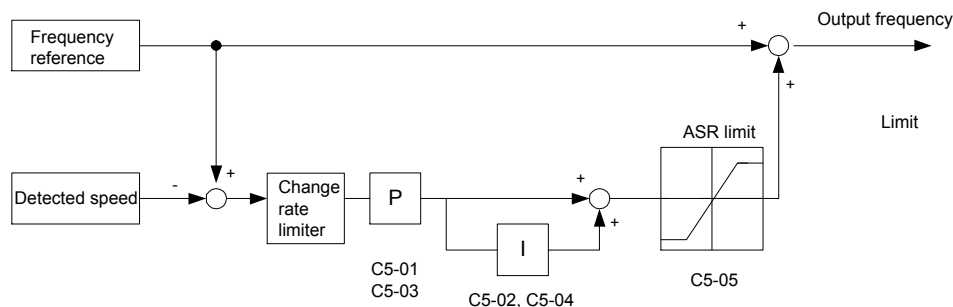 Output frequency
Frequency
reference
+
+
Limit
ASR limit
Detected speed
-
+
Change
rate
limiter
P
+
+
I
C5-01
C5-03
C5-02, C5-04
C5-05